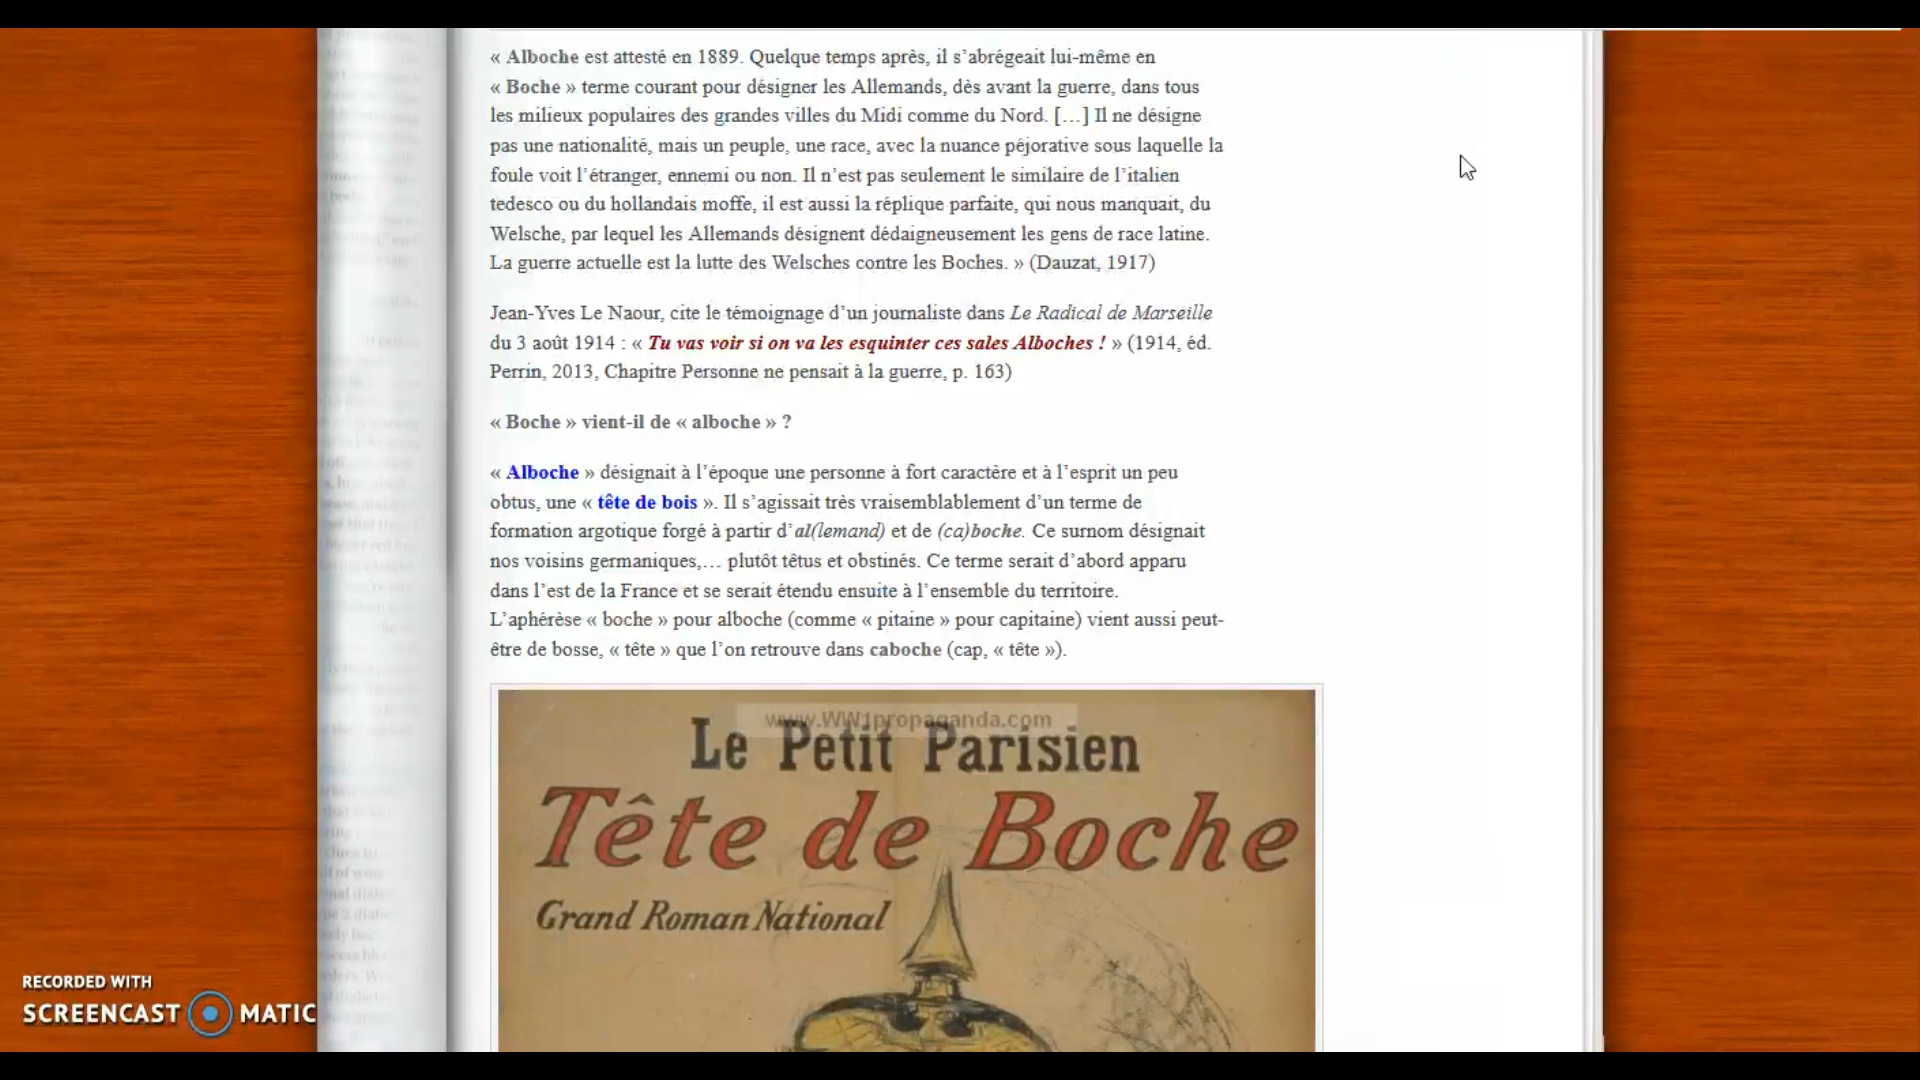 « Alboche est attesté en 1889. Quelque temps après, il s’abrégeait lui-même en
« Boche » terme courant pour désigner les Allemands, dès avant la guerre, dans tous
les milieux populaires des grandes villes du Midi comme du Nord. […] Il ne désigne
pas une nationalité, mais un peuple, une race, avec la nuance péjorative sous laquelle la
foule voit l’étranger, ennemi ou non. Il n’est pas seulement le similaire de l’italien
tedesco ou du hollandais moffe, il est aussi la réplique parfaite, qui nous manquait, du
Welsche, par lequel les Allemands désignent dédaigneusement les gens de race latine.
La guerre actuelle est la lutte des Welsches contre les Boches. » (Dauzat, 1917)
Jean-Yves Le Naour, cite le témoignage d’un journaliste dans Le Radical de Marseille
du 3 août 1914 : « Tu vas voir si on va les esquinter ces sales Alboches ! » (1914, éd.
Perrin, 2013, Chapitre Personne ne pensait à la guerre, p. 163)
« Boche » vient-il de « alboche » ?
« Alboche » désignait à l’époque une personne à fort caractère et à l’esprit un peu
obtus, une « tête de bois ». Il s’agissait très vraisemblablement d’un terme de
formation argotique forgé à partir d’al(lemand) et de (ca)boche. Ce surnom désignait
nos voisins germaniques,… plutôt têtus et obstinés. Ce terme serait d’abord apparu
dans l’est de la France et se serait étendu ensuite à l’ensemble du territoire.
L’aphérèse « boche » pour alboche (comme « pitaine » pour capitaine) vient aussi peut-
être de bosse, « tête » que l’on retrouve dans caboche (cap, « tête »).
www.WW1propaganda.com
Le Petit Parisien
Tête de Boche
Grand Roman National
RECORDED WITH
SCREENCAST MATIC